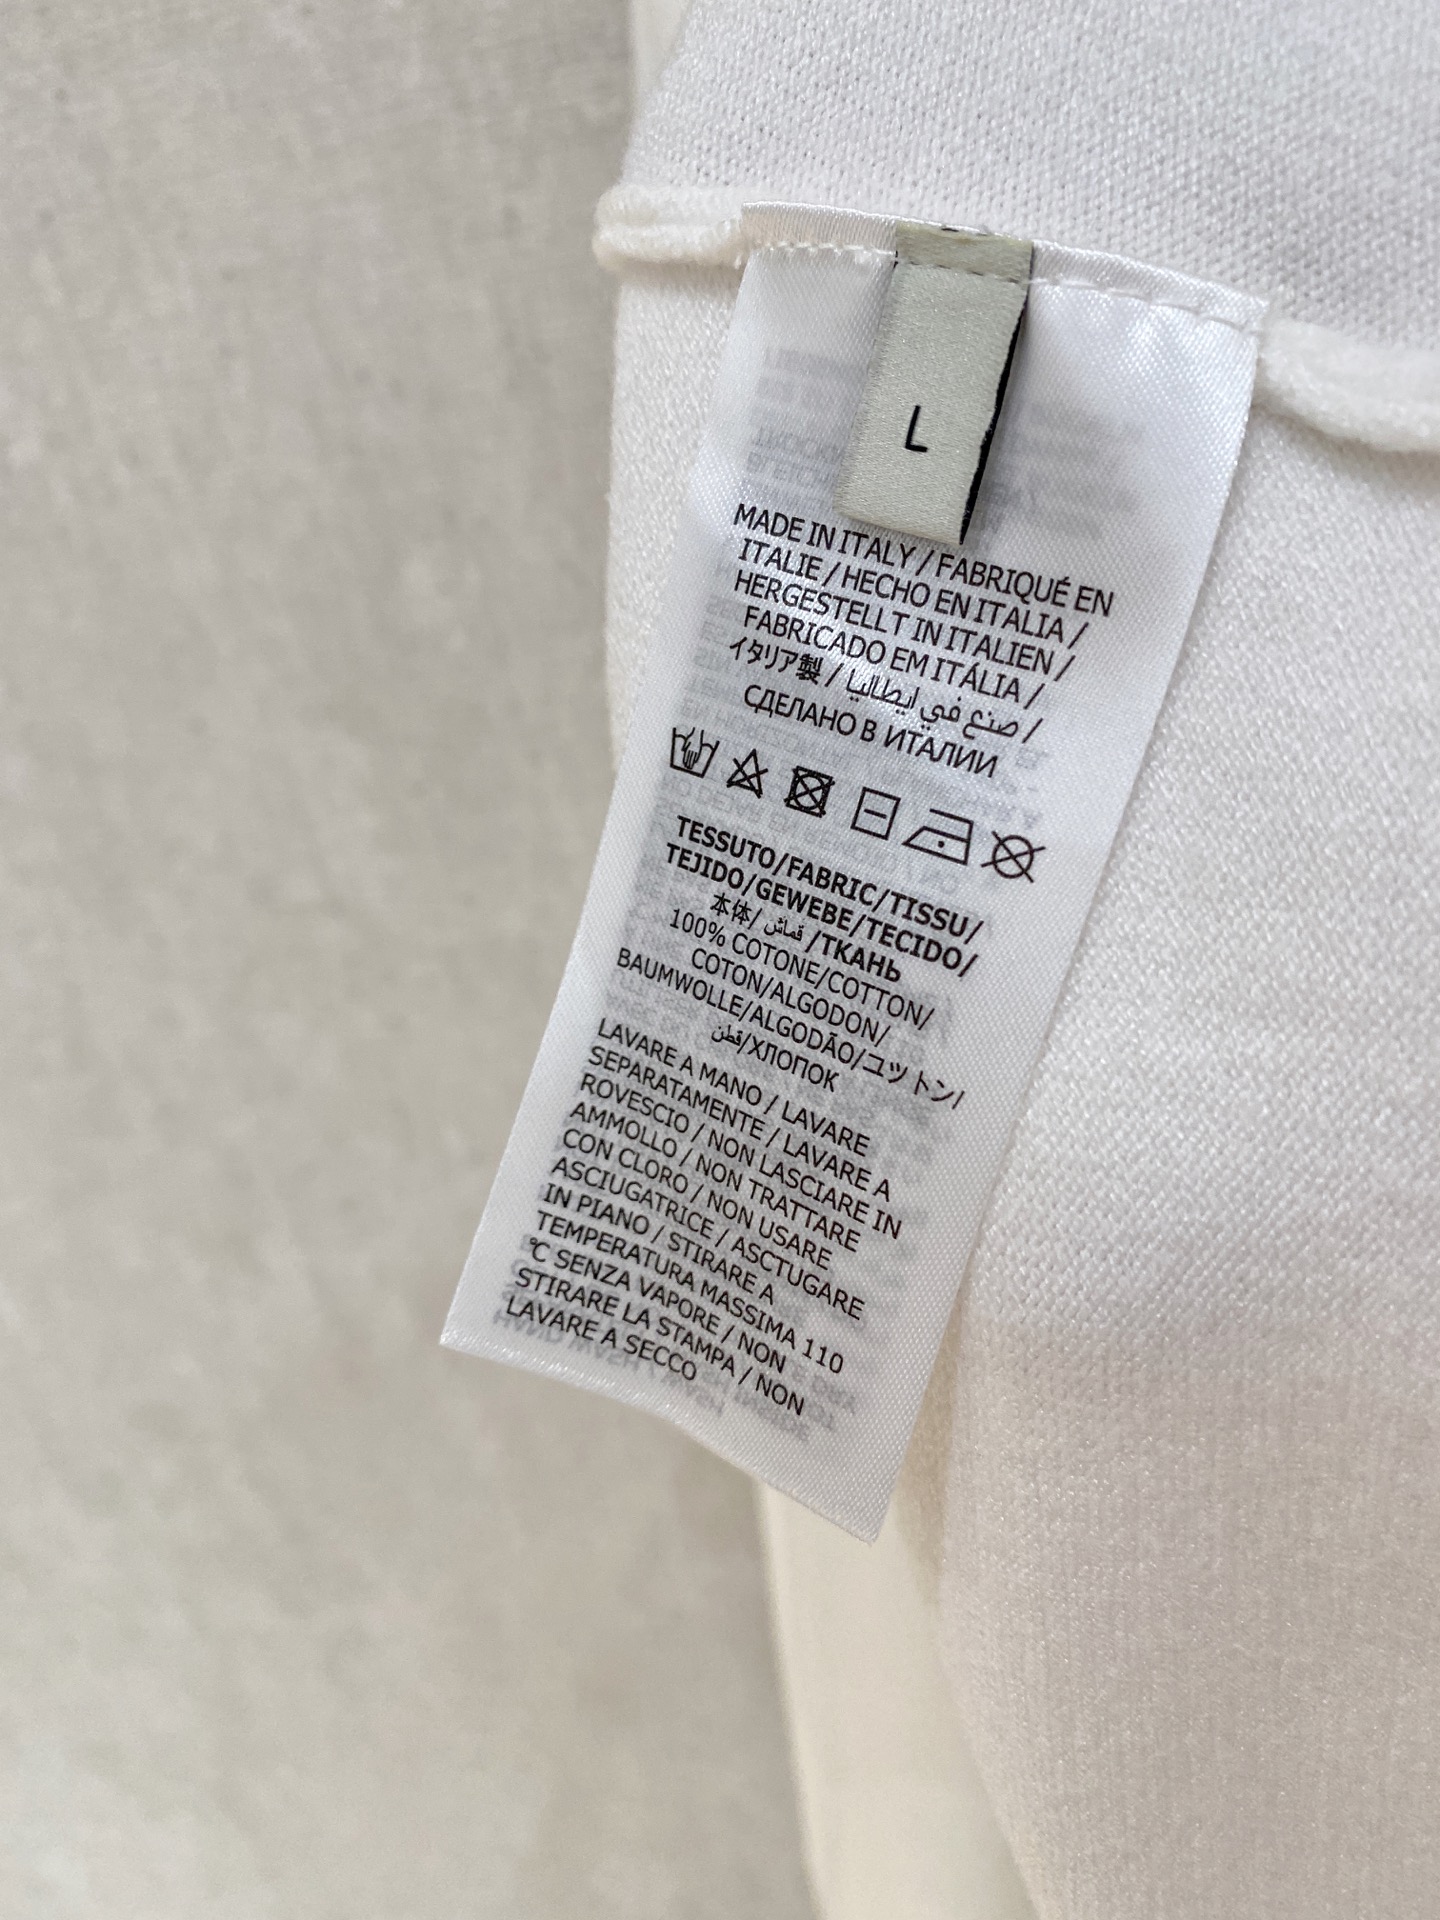 L
MADE IN ITALY / FABRIQUÉ EN
ITALIE / HECHO EN ITALIA /
HERGESTELLT IN ITALIEN /
FABRICADO EM ITÁLIA /
イタリア製 / صنع في ايطاليا /
СДЕЛАНО В ИТАЛИИ
TESSUTO/FABRIC/TISSU/
TEJIDO/GEWEBE/TECIDO/
本体/ قماش /ТКАНЬ
100% COTONE/COTTON/
COTON/ALGODON/
BAUMWOLLE/ALGODÃO/ユットン/
قطن/ХЛОПОК
LAVARE A MANO / LAVARE
SEPARATAMENTE / LAVARE A
ROVESCIO / NON LASCIARE IN
AMMOLLO / NON TRATTARE
CON CLORO / NON USARE
ASCIUGATRICE / ASCTUGARE
IN PIANO / STIRARE A
TEMPERATURA MASSIMA 110
℃ SENZA VAPORE / NON
STIRARE LA STAMPA / NON
LAVARE A SECCO